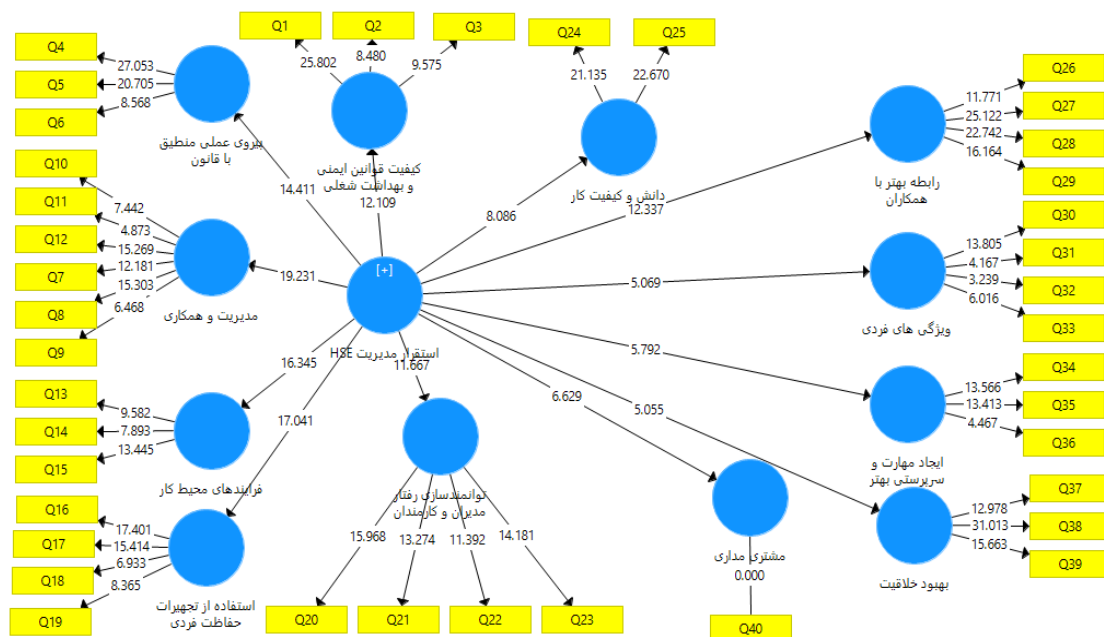 Q1
Q2
Q3
25.802
8.480
9.575
کیفیت قوانین ایمنی
و بهداشت شغلی
12.109
Q4
Q5
Q6
27.053
20.705
8.568
پیروی عملی منطبق
با قانون
14.411
Q24
Q25
21.135
22.670
دانش و کیفیت کار
8.086
Q26
Q27
Q28
Q29
11.771
25.122
22.742
16.164
رابطه بهتر با
همکاران
12.337
Q10
Q11
Q12
Q7
Q8
Q9
7.442
4.873
15.269
12.181
15.303
6.468
مدیریت و همکاری
19.231
[+]
استقرار مدیریت HSE
Q30
Q31
Q32
Q33
13.805
4.167
3.239
6.016
ویژگی های فردی
5.069
Q34
Q35
Q36
13.566
13.413
4.467
ایجاد مهارت و
سرپرستی بهتر
5.792
Q13
Q14
Q15
9.582
7.893
13.445
فرایندهای محیط کار
16.345
Q16
Q17
Q18
Q19
17.401
15.414
6.933
8.365
استفاده از تجهیرات
حفاظت فردی
17.041
11.667
توانمندسازی رفتار
مدیران و کارمندان
15.968
13.274
11.392
14.181
Q20
Q21
Q22
Q23
6.629
مشتری مداری
0.000
Q40
5.055
Q37
Q38
Q39
12.978
31.013
15.663
بهبود خلاقیت